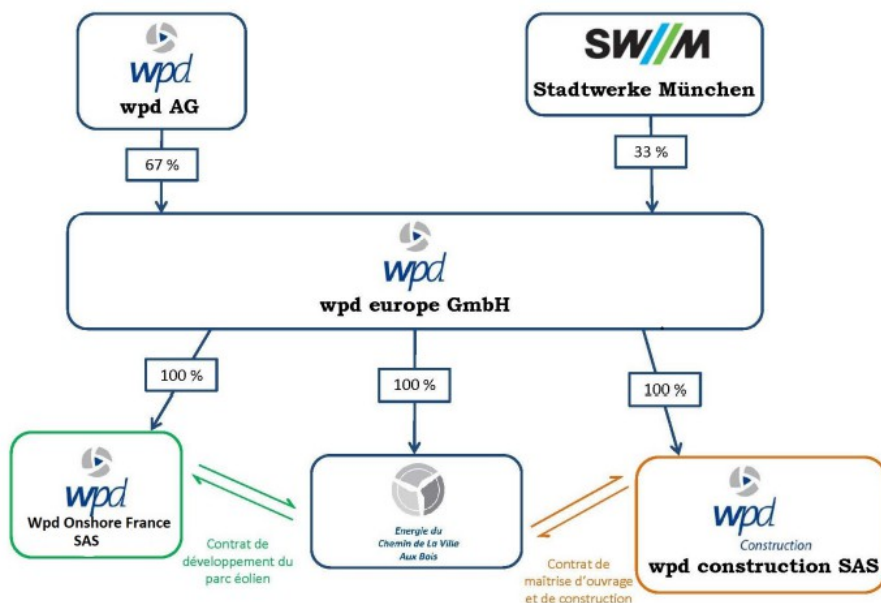 wpd
wpd AG
SW//M
Stadtwerke München
67 %
33 %
wpd
wpd europe GmbH
100 %
100 %
100 %
wpd
Wpd Onshore France
SAS
Contrat de
développement du
parc éolien
Energie du
Chemin de La Ville
Aux Bois
Contrat de
maîtrise d'ouvrage
et de construction
wpd
Construction
wpd construction SAS